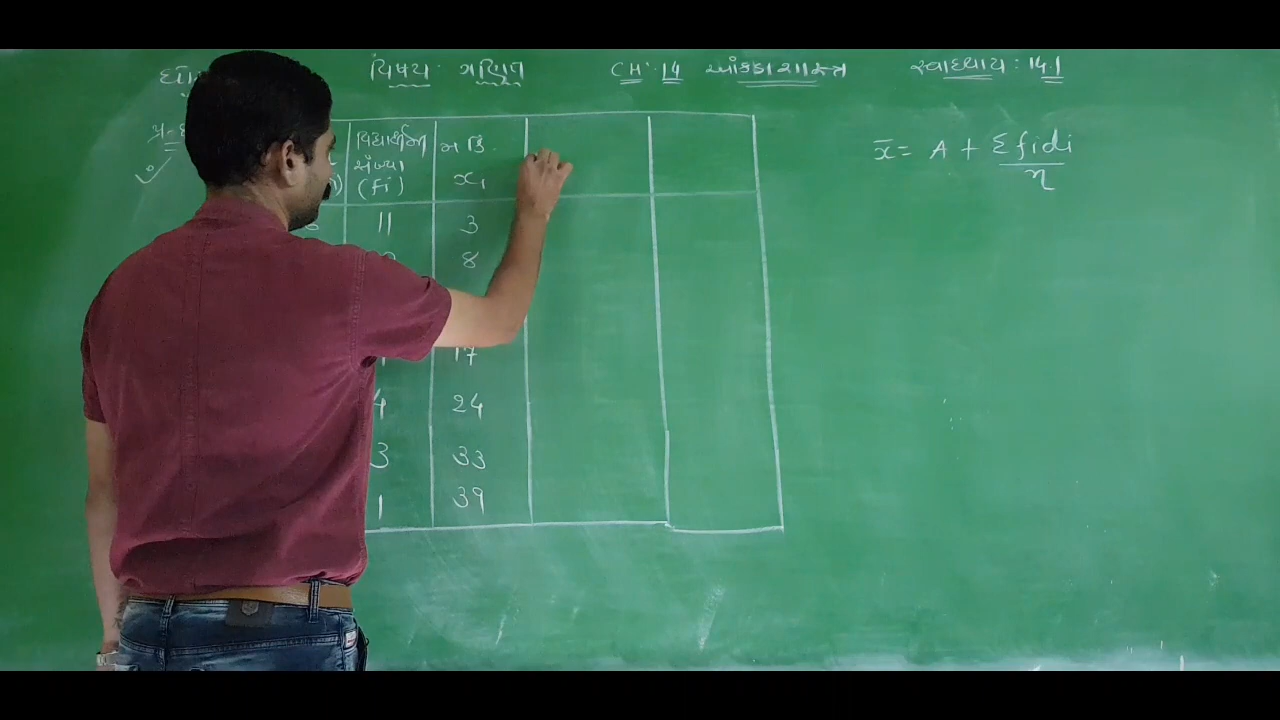 વિષય : ગણિત CH : 14 આંકડાશાસ્ત્ર સ્વાધ્યાય : 14.1
વિદ્યાર્થીની સંખ્યા (fi)
મ.કિ. xi
x̄ = A + Σfidi / n
11 3
8
17
4 24
3 33
1 39